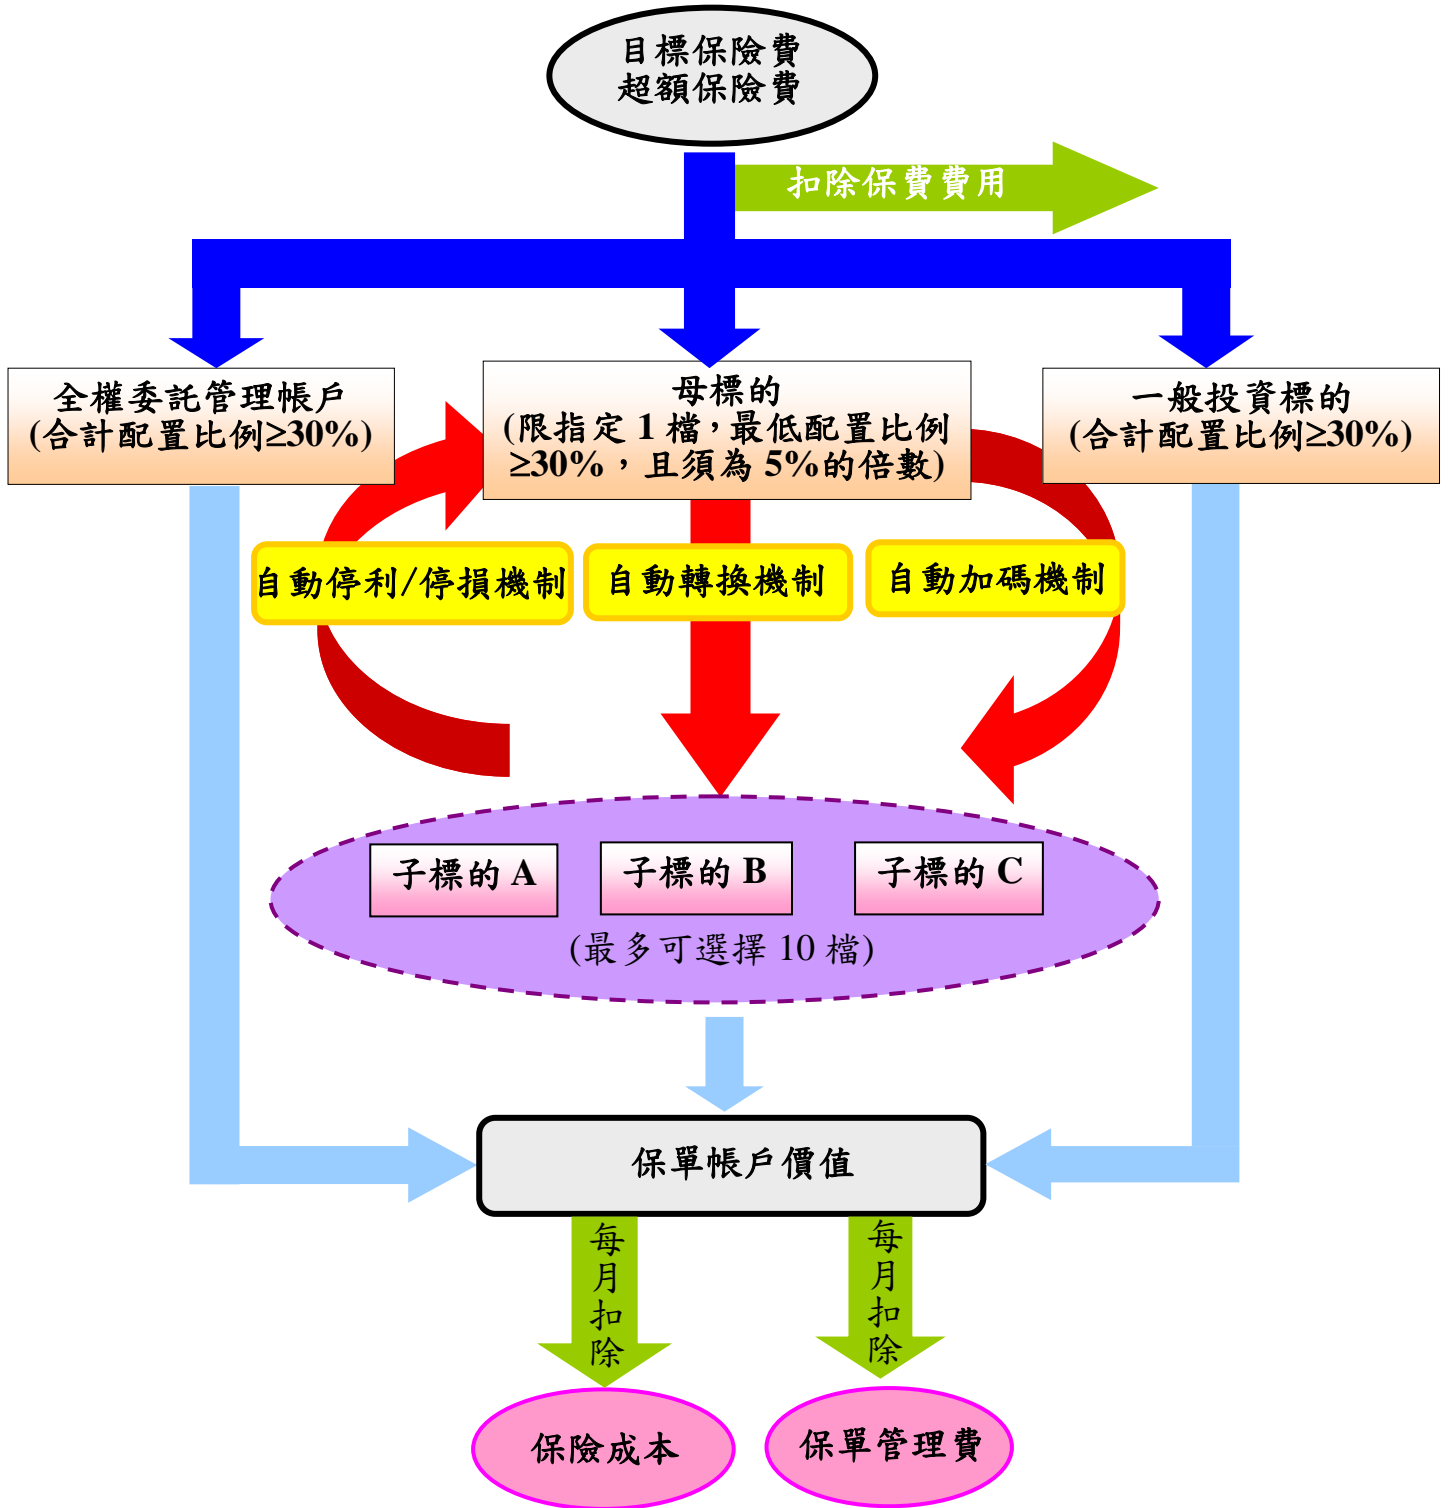 目標保險費
超額保險費
扣除保費費用
全權委託管理帳戶
(合計配置比例≥30%)
母標的
(限指定 1 檔，最低配置比例
≥30%，且須為 5%的倍數)
一般投資標的
(合計配置比例≥30%)
自動停利/停損機制
自動轉換機制
自動加碼機制
子標的 A
子標的 B
子標的 C
(最多可選擇 10 檔)
保單帳戶價值
每月扣除
每月扣除
保險成本
保單管理費